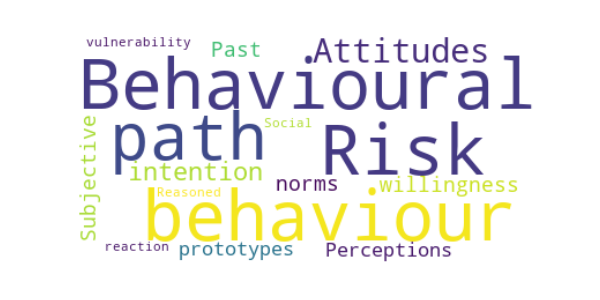 vulnerability
Past Attitudes
Behavioural
Social
path Risk
Subjective
intention norms willingness
Reasoned
behaviour
reaction prototypes Perceptions